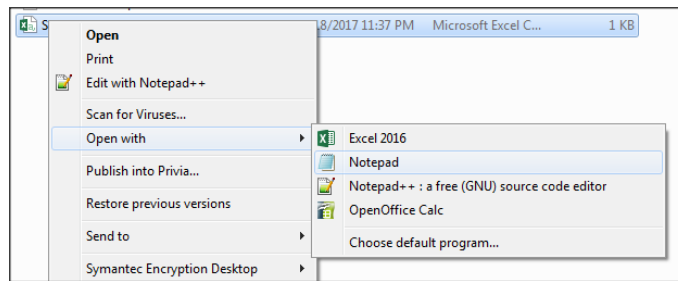 S
.8/2017 11:37 PM Microsoft Excel C... 1 KB
Open
Print
Edit with Notepad++
Scan for Viruses...
Open with
Publish into Privia...
Restore previous versions
Send to
Symantec Encryption Desktop
Excel 2016
Notepad
Notepad++ : a free (GNU) source code editor
OpenOffice Calc
Choose default program...